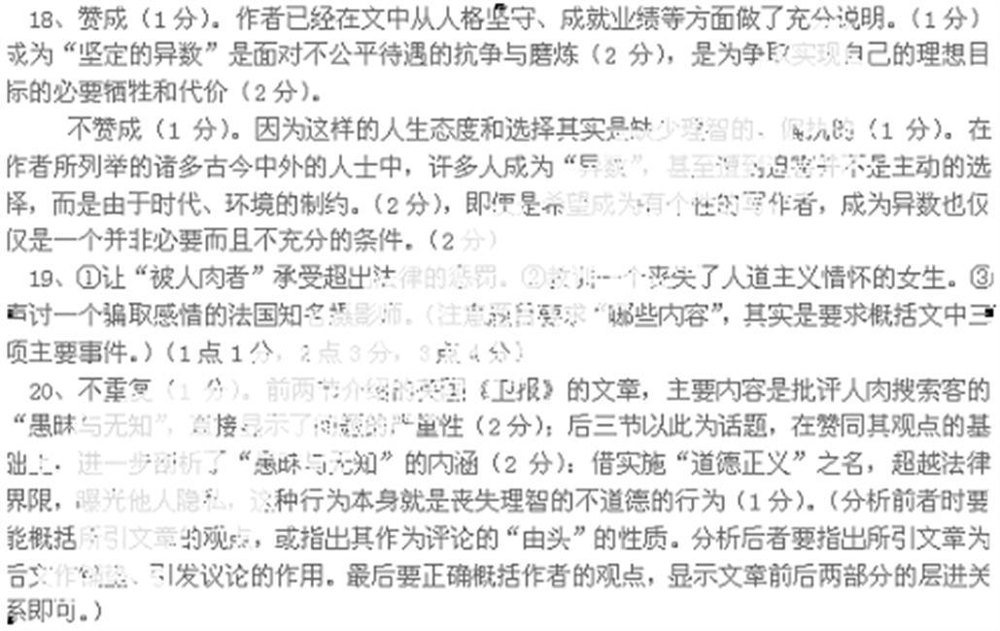 18、赞成（1分）。作者已经在文中从人格坚守、成就业绩等方面做了充分说明。（1分）
成为“坚定的异数”是面对不公平待遇的抗争与磨炼（2 分），是为争取实现自己的理想目
标的必要牺牲和代价（2分）。
不赞成（1 分）。因为这样的人生态度和选择其实是缺少理智的、偏执的（1 分）。在
作者所列举的诸多古今中外的人士中，许多人成为“异数”，甚至遭到迫害并不是主动的选
择，而是由于时代、环境的制约。（2分），即便是希望成为有个性的写作者，成为异数也仅
仅是一个并非必要而且不充分的条件。（2分）
19、①让“被人肉者”承受超出法律的惩罚。②教训一个丧失了人道主义情怀的女生。③
声讨一个骗取感情的法国知名摄影师。（注意 要求“哪些内容”，其实是要求概括文中三
项主要事件。）（1点1分，2点3分，3点4分）
20、不重复（1 分）。前两节介绍 《卫报》的文章，主要内容是批评人肉搜索客的
“愚昧与无知”，直接显示了问题的严重性（2分）；后三节以此为话题，在赞同其观点的基
础上，进一步剖析了“愚昧与无知”的内涵（2 分）：借实施“道德正义”之名，超越法律
界限，曝光他人隐私，这种行为本身就是丧失理智的不道德的行为（1分）。（分析前者时要
能概括所引文章的观点，或指出其作为评论的“由头”的性质。分析后者要指出所引文章为
后文作 、引发议论的作用。最后要正确概括作者的观点，显示文章前后两部分的层进关
系即可。）